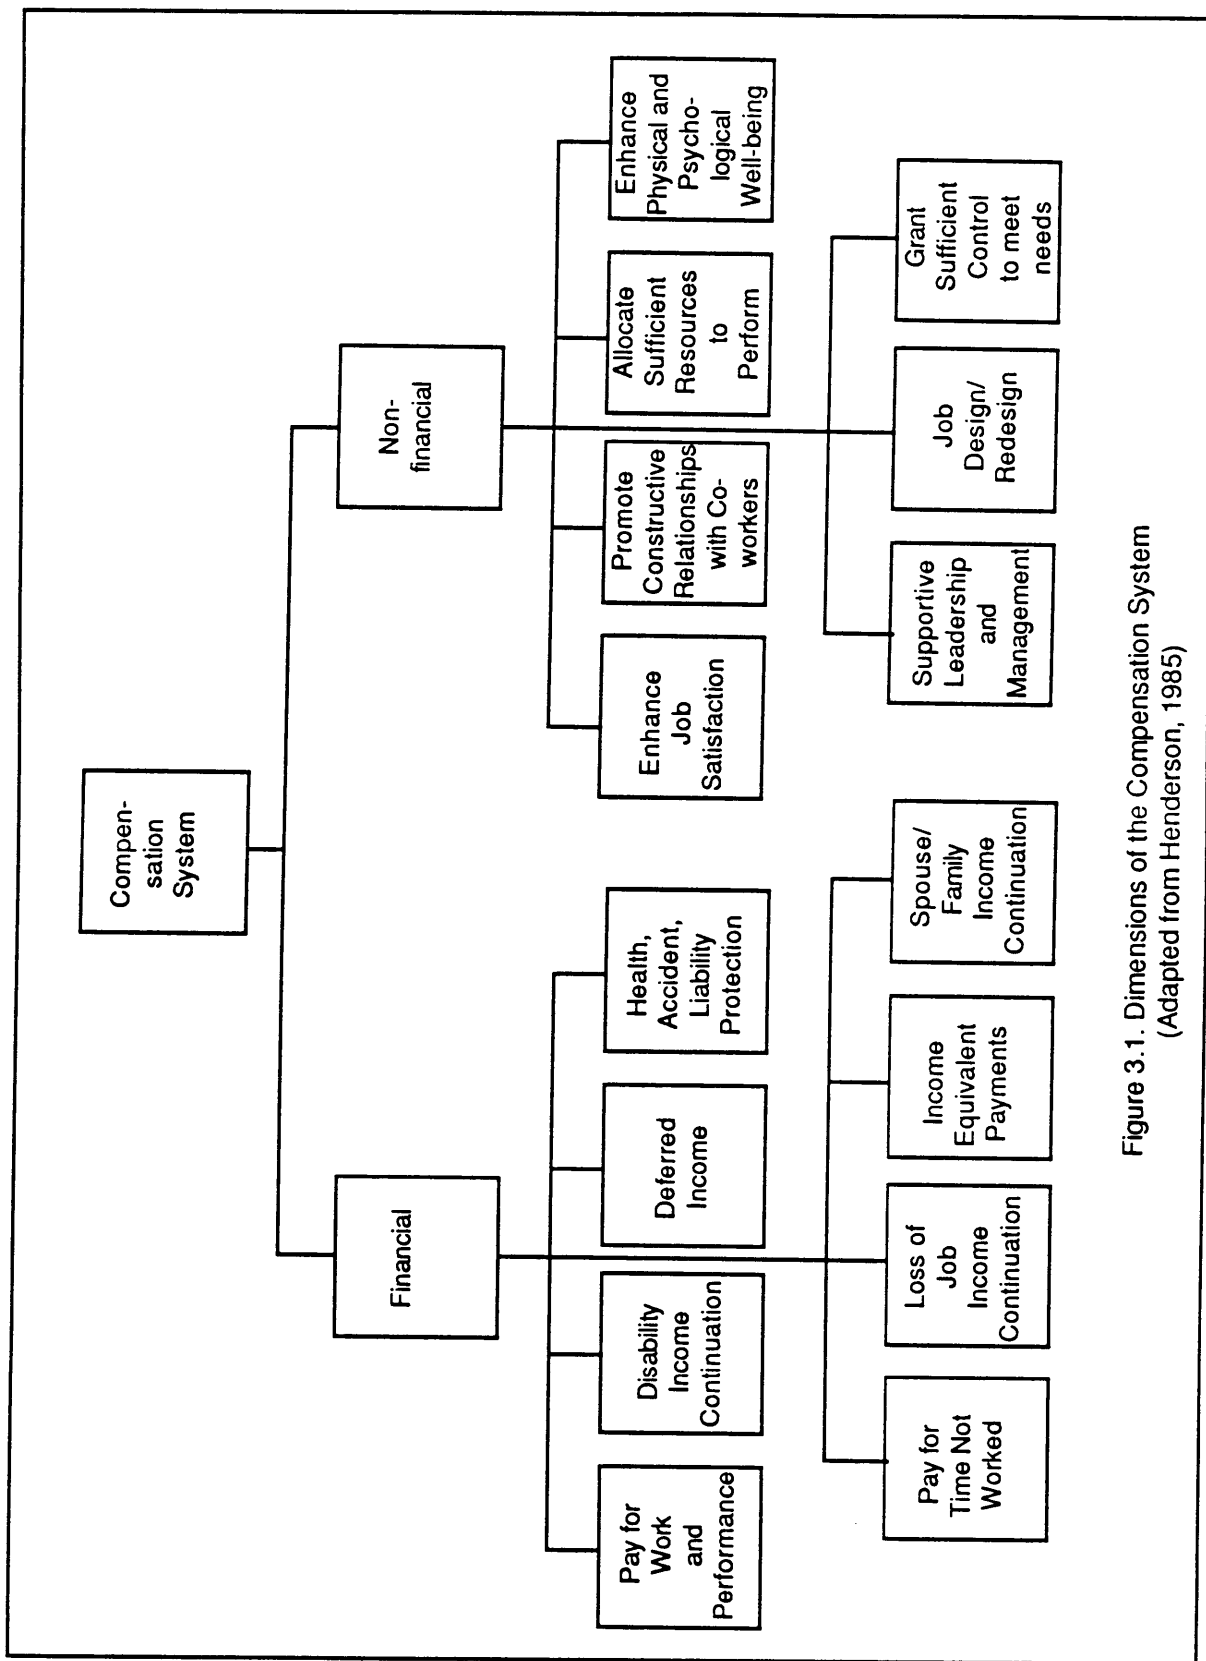 Compen-
sation
System
Financial
Non-
financial
Pay for
Work
and
Performance
Disability
Income
Continuation
Deferred
Income
Health,
Accident,
Liability
Protection
Enhance
Job
Satisfaction
Promote
Constructive
Relationships
with Co-
workers
Allocate
Sufficient
Resources
to
Perform
Enhance
Physical and
Psycho-
logical
Well-being
Pay for
Time Not
Worked
Loss of
Job
Income
Continuation
Income
Equivalent
Payments
Spouse/
Family
Income
Continuation
Supportive
Leadership
and
Management
Job
Design/
Redesign
Grant
Sufficient
Control
to meet
needs
Figure 3.1. Dimensions of the Compensation System
(Adapted from Henderson, 1985)